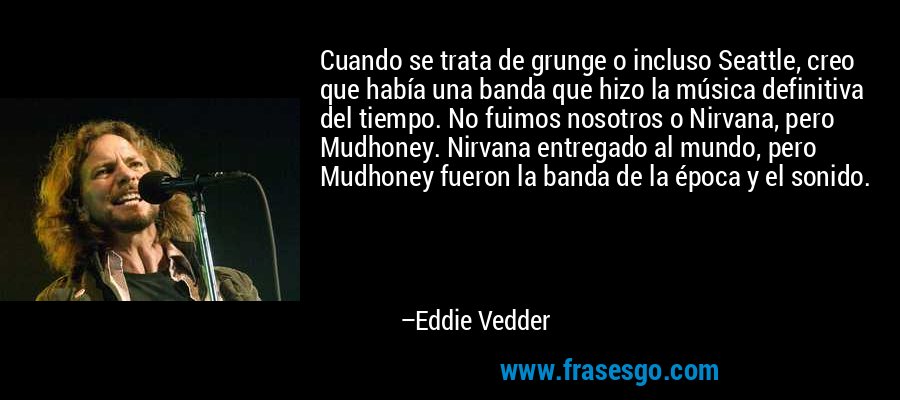 Cuando se trata de grunge o incluso Seattle, creo
que había una banda que hizo la música definitiva
del tiempo. No fuimos nosotros o Nirvana, pero
Mudhoney. Nirvana entregado al mundo, pero
Mudhoney fueron la banda de la época y el sonido.
–Eddie Vedder
www.frasesgo.com